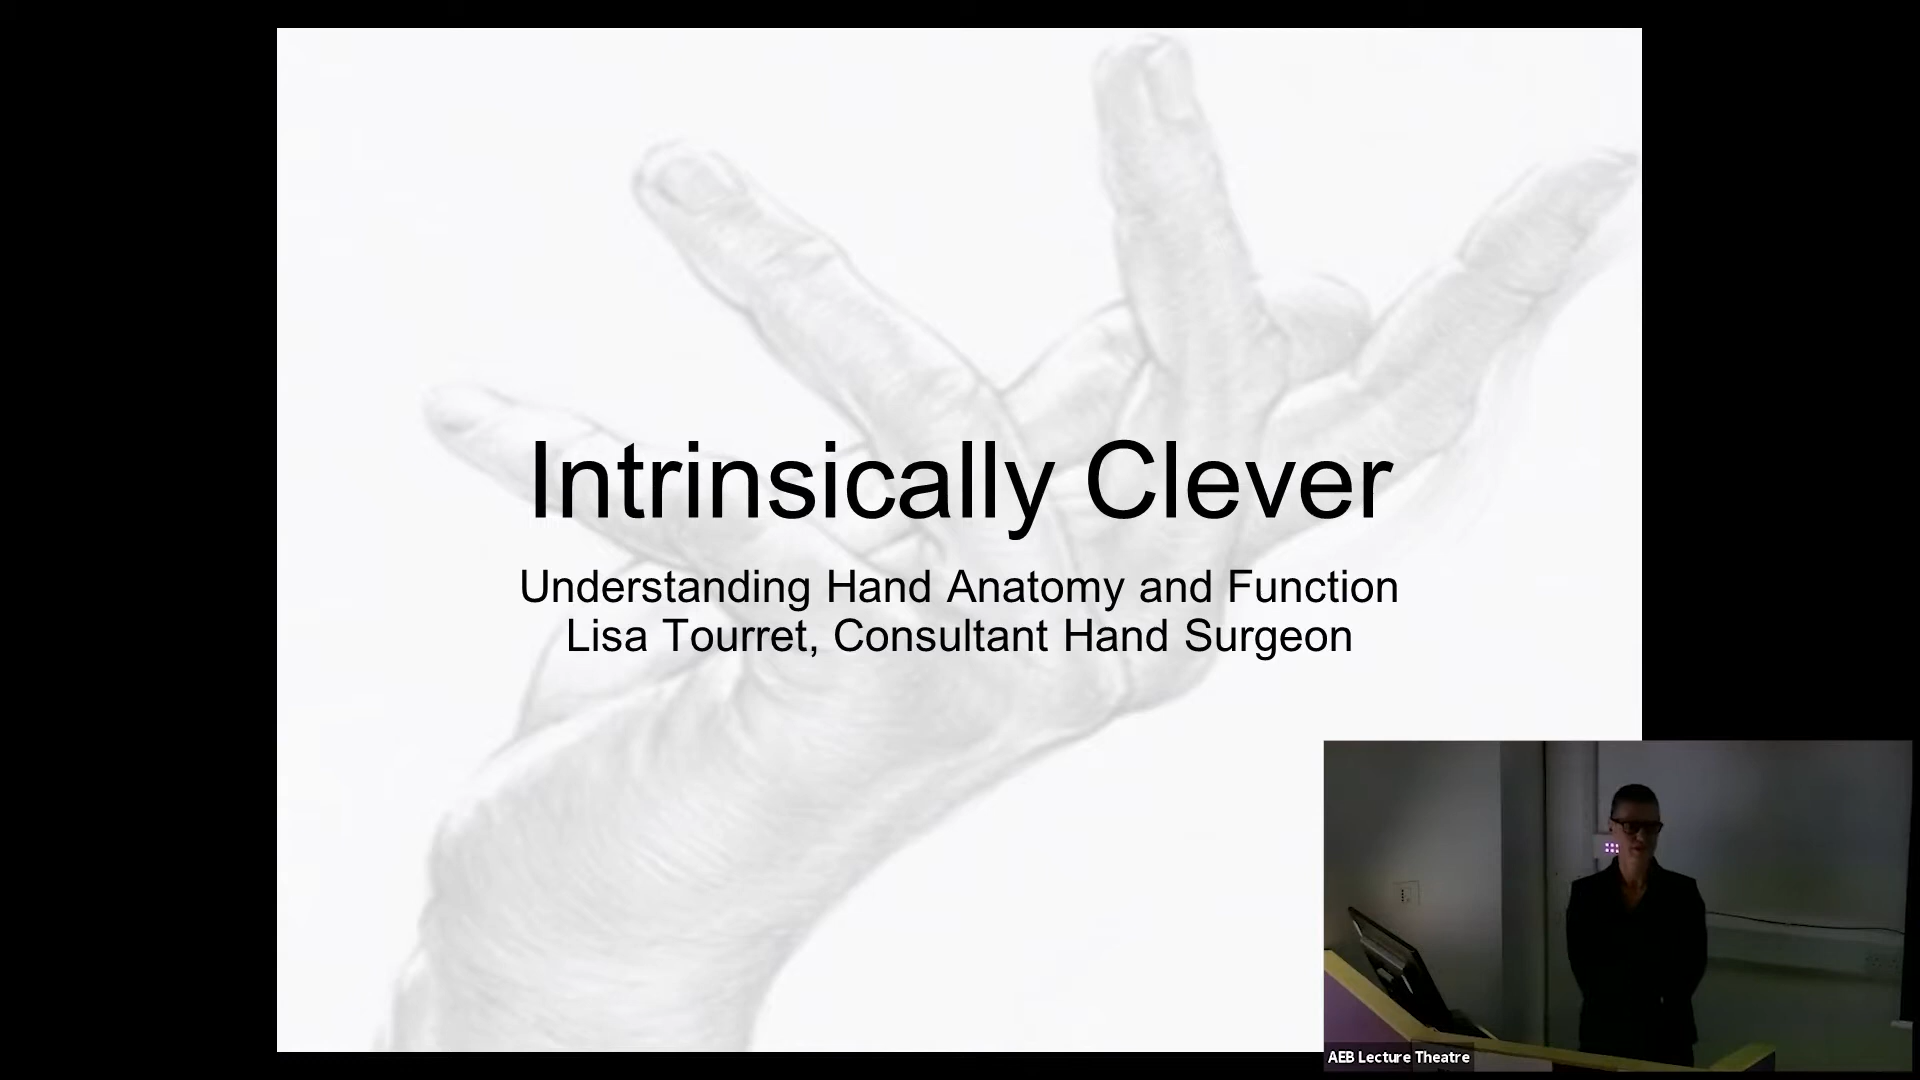 Intrinsically Clever
Understanding Hand Anatomy and Function
Lisa Tourret, Consultant Hand Surgeon
AEB Lecture Theatre